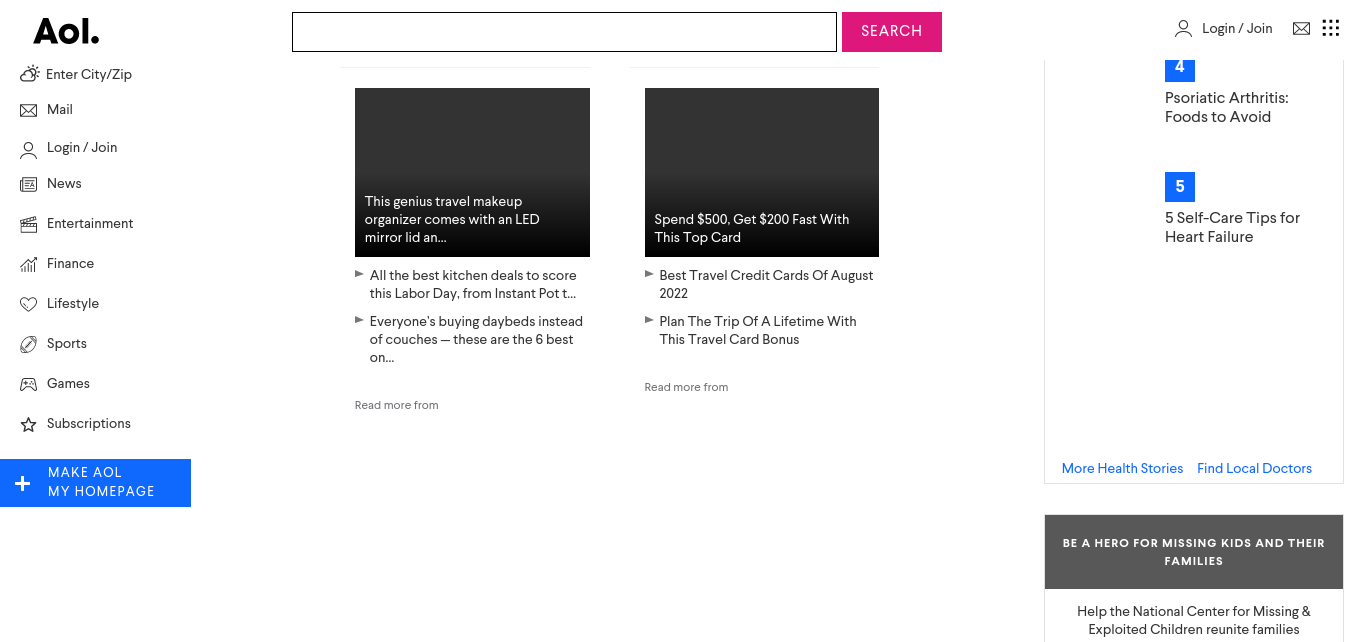 Aol.
SEARCH
Login / Join
Enter City/Zip
Mail
Login / Join
News
Entertainment
Finance
Lifestyle
Sports
Games
Subscriptions
MAKE AOL
MY HOMEPAGE
This genius travel makeup
organizer comes with an LED
mirror lid an...
All the best kitchen deals to score
this Labor Day, from Instant Pot t...
Everyone's buying daybeds instead
of couches — these are the 6 best
on...
Read more from
Spend $500, Get $200 Fast With
This Top Card
Best Travel Credit Cards Of August
2022
Plan The Trip Of A Lifetime With
This Travel Card Bonus
Read more from
4
Psoriatic Arthritis:
Foods to Avoid
5
5 Self-Care Tips for
Heart Failure
More Health Stories Find Local Doctors
BE A HERO FOR MISSING KIDS AND THEIR
FAMILIES
Help the National Center for Missing &
Exploited Children reunite families